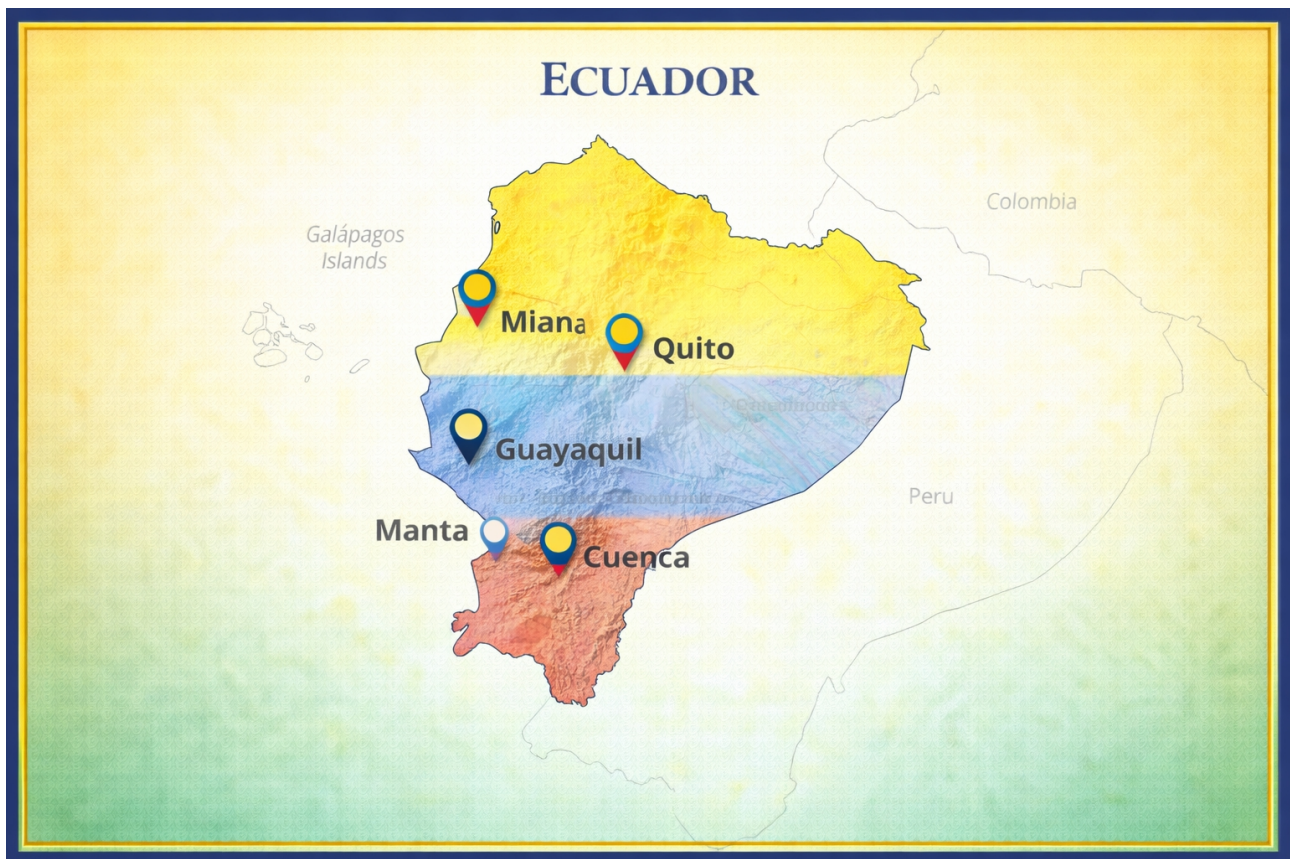 ECUADOR
Colombia
Galápagos
Islands
Miana
Quito
Guayaquil
Peru
Manta
Cuenca